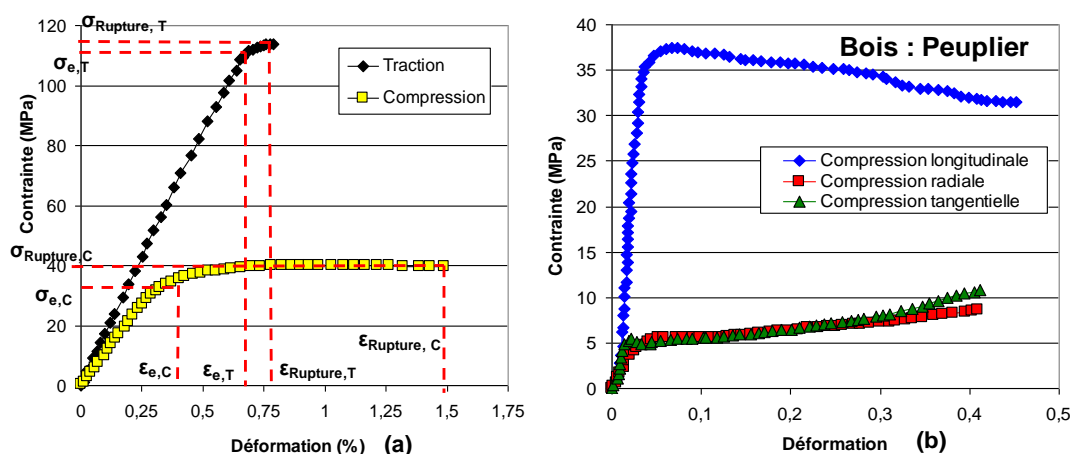 σRupture, T
σe,T
σRupture,C
σe,C
Contrainte (MPa)
120
100
80
60
40
20
0
Traction
Compression
εe,C
εe,T
εRupture,T
εRupture, C
0
0,25
0,5
0,75
1
1,25
1,5
1,75
Déformation (%)
(a)
Bois : Peuplier
Contrainte (MPa)
40
35
30
25
20
15
10
5
0
Compression longitudinale
Compression radiale
Compression tangentielle
0
0,1
0,2
0,3
0,4
0,5
Déformation
(b)